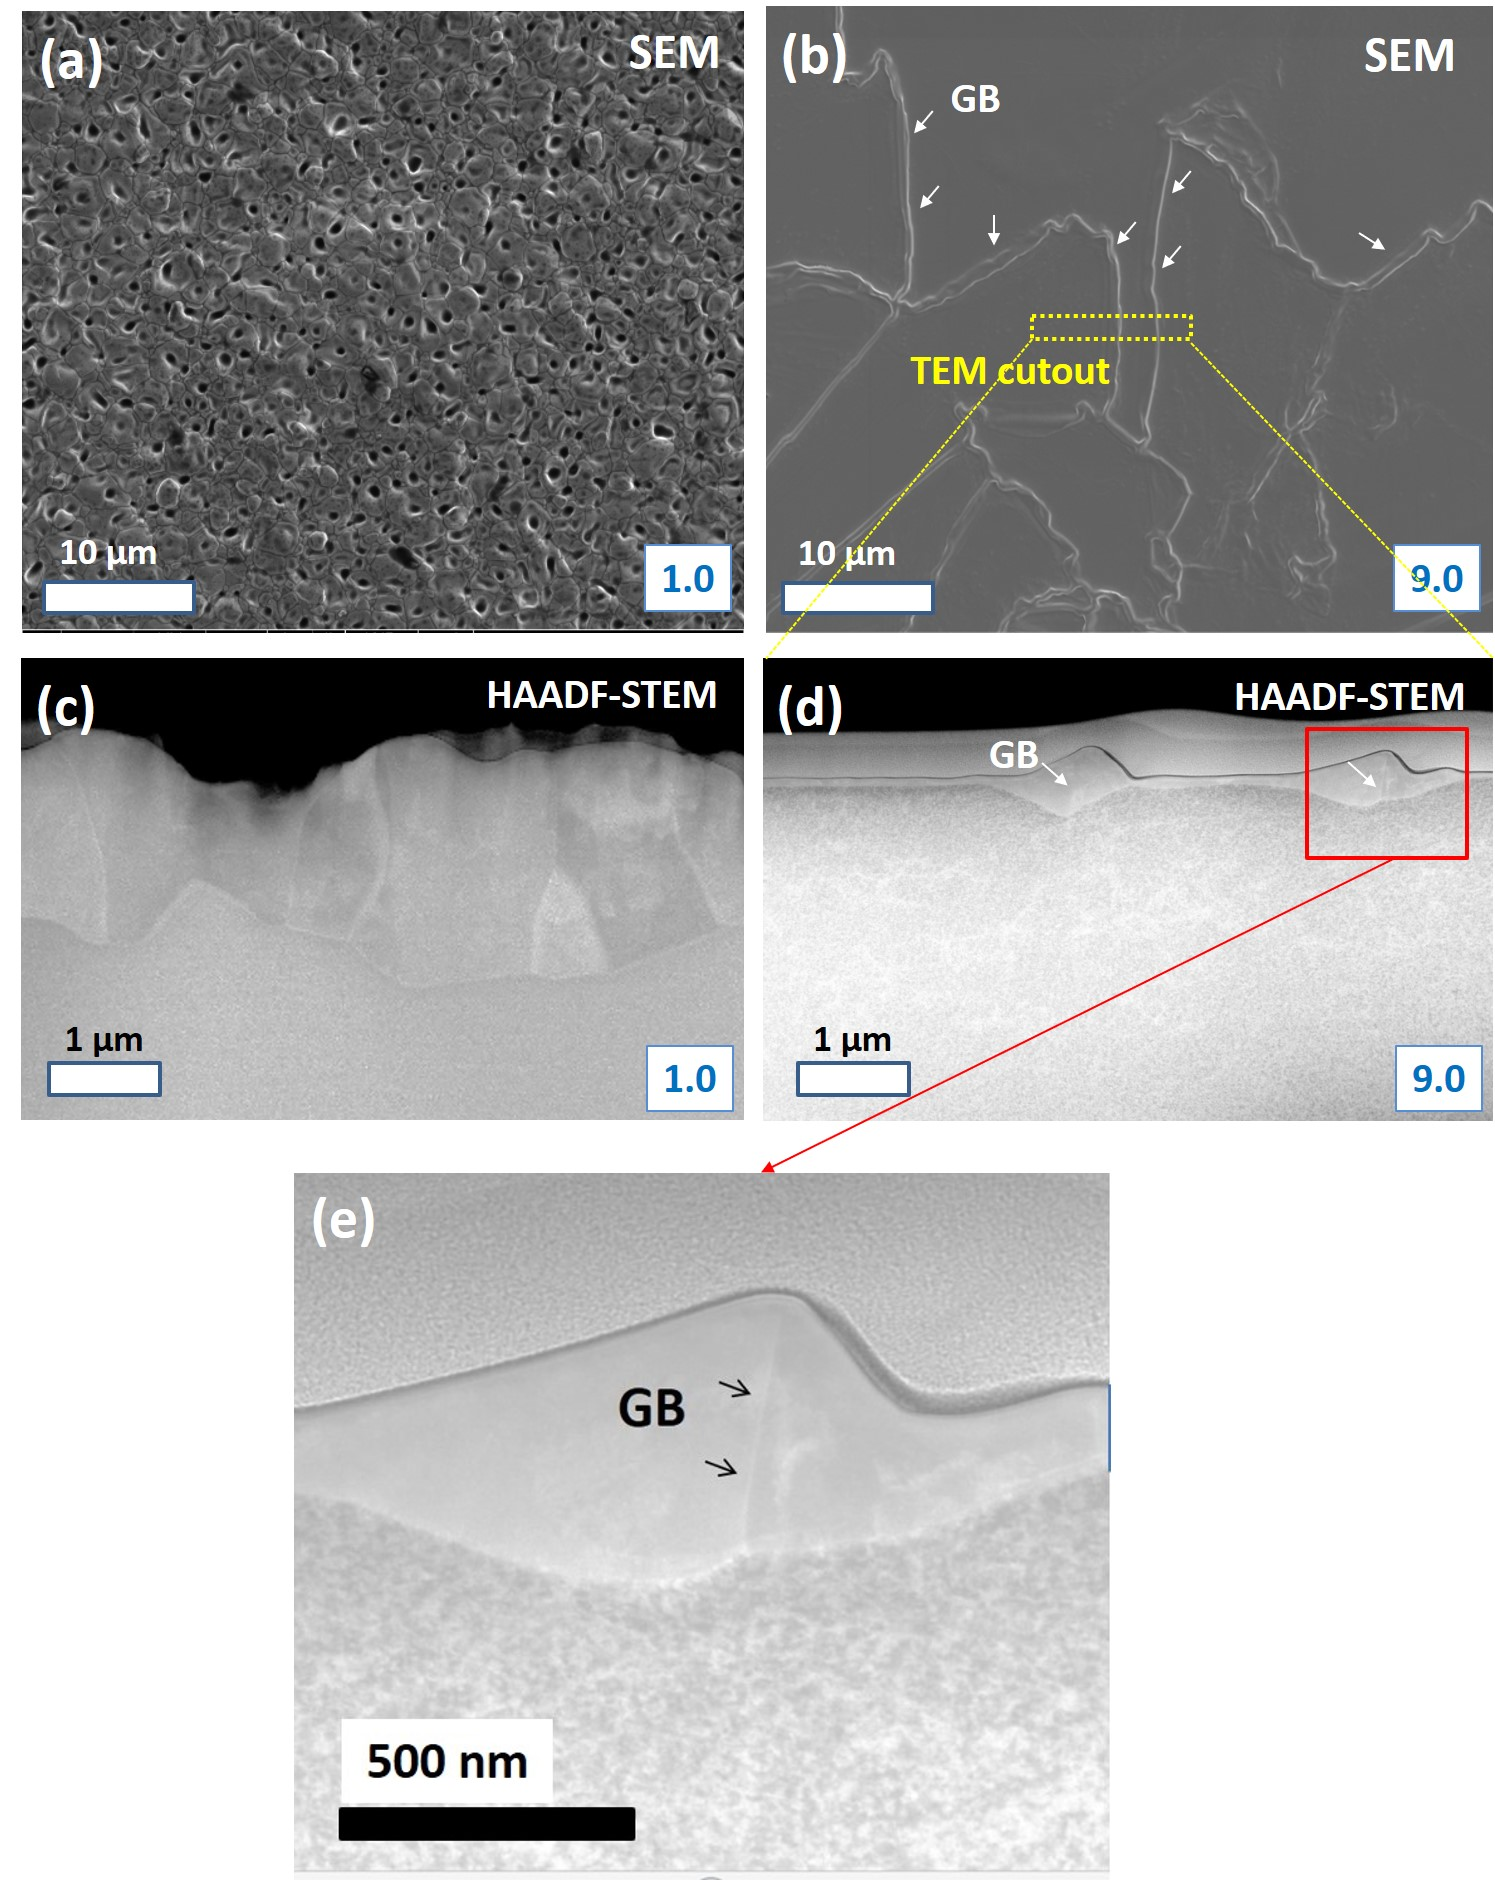 (a)
SEM
10 µm
1.0
(b)
SEM
GB
TEM cutout
10 µm
9.0
(c)
HAADF-STEM
1 µm
1.0
(d)
HAADF-STEM
GB
1 µm
9.0
(e)
GB
500 nm